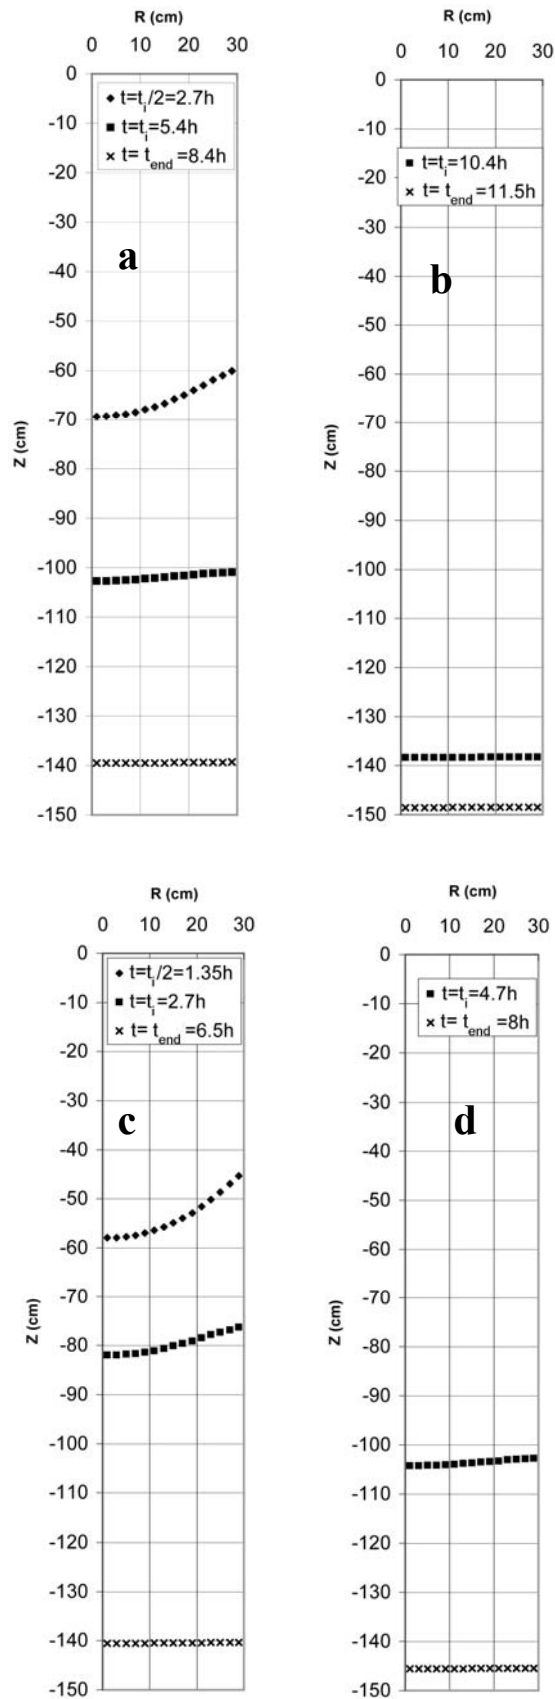 R (cm)
0 10 20 30
0
-10
-20
-30
-40
-50
-60
-70
-80
-90
-100
-110
-120
-130
-140
-150
Z (cm)
t=ti/2=2.7h
t=ti=5.4h
t= tend =8.4h
a
R (cm)
0 10 20 30
0
-10
-20
-30
-40
-50
-60
-70
-80
-90
-100
-110
-120
-130
-140
-150
Z (cm)
t=ti=10.4h
t= tend =11.5h
b
R (cm)
0 10 20 30
0
-10
-20
-30
-40
-50
-60
-70
-80
-90
-100
-110
-120
-130
-140
-150
Z (cm)
t=ti/2=1.35h
t=ti=2.7h
t= tend =6.5h
c
R (cm)
0 10 20 30
0
-10
-20
-30
-40
-50
-60
-70
-80
-90
-100
-110
-120
-130
-140
-150
Z (cm)
t=ti=4.7h
t= tend =8h
d